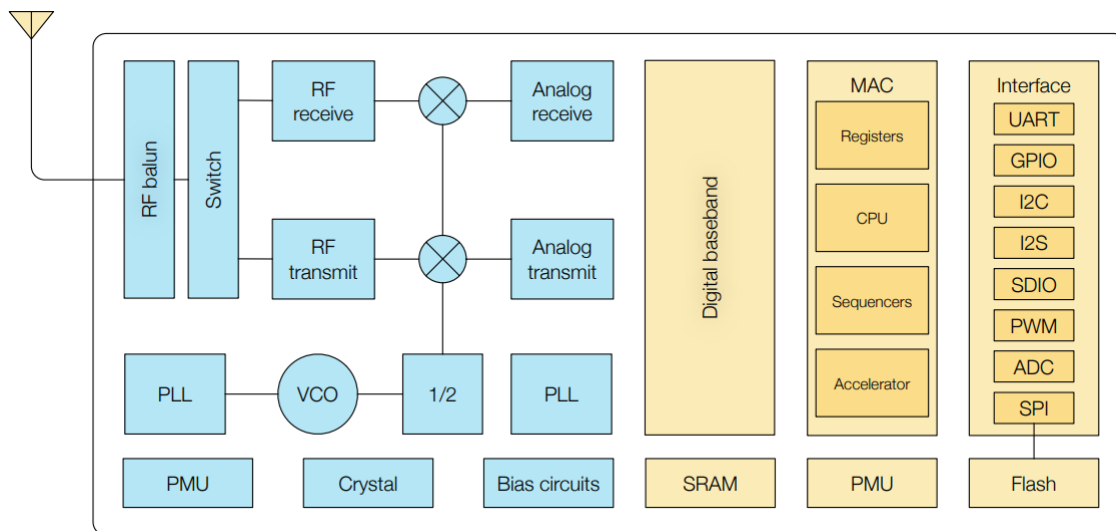 RF balun
Switch
RF
receive
Analog
receive
RF
transmit
Analog
transmit
PLL
VCO
1/2
PLL
PMU
Crystal
Bias circuits
Digital baseband
SRAM
MAC
Registers
CPU
Sequencers
Accelerator
PMU
Interface
UART
GPIO
I2C
I2S
SDIO
PWM
ADC
SPI
Flash